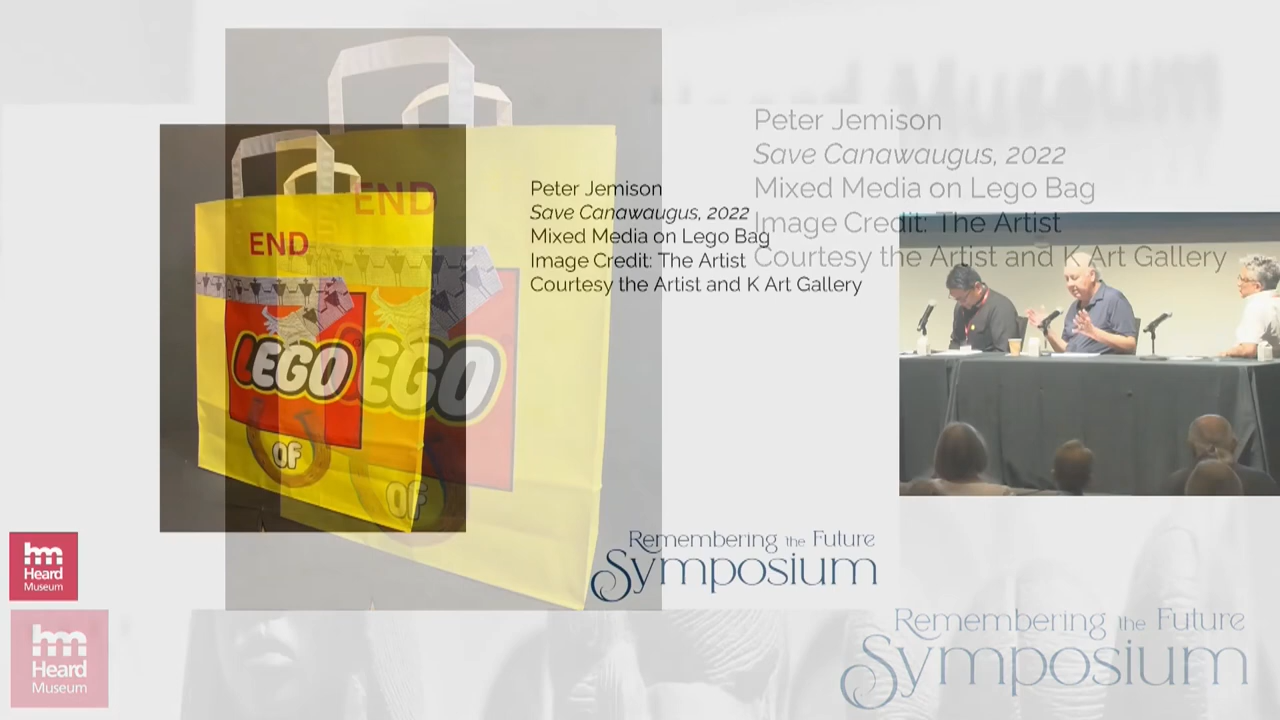 END
LEGO
OF
Peter Jemison
Save Canawaugus, 2022
Mixed Media on Lego Bag
Image Credit: The Artist
Courtesy the Artist and K Art Gallery
hm
Heard
Museum
Remembering the Future
Symposium
END
LEGO
OF
Peter Jemison
Save Canawaugus, 2022
Mixed Media on Lego Bag
Image Credit: The Artist
Courtesy the Artist and K Art Gallery
hm
Heard
Museum
Remembering the Future
Symposium